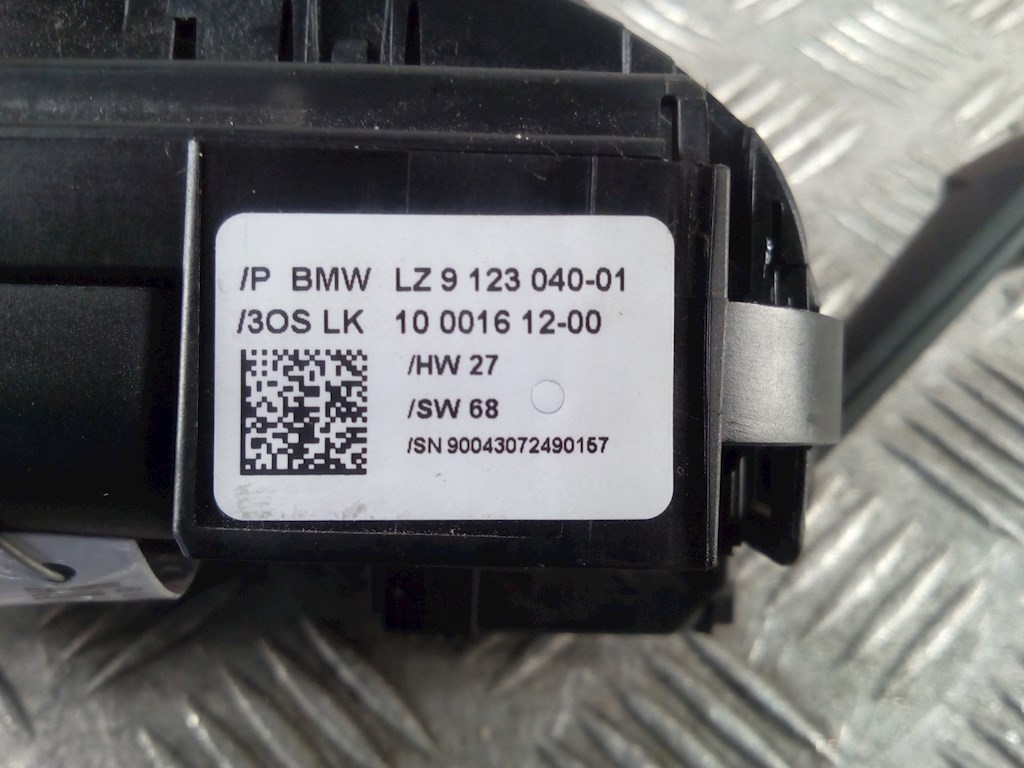 /P BMW LZ 9 123 040-01
/3OS LK 10 0016 12-00
/HW 27
/SW 68
/SN 90043072490157